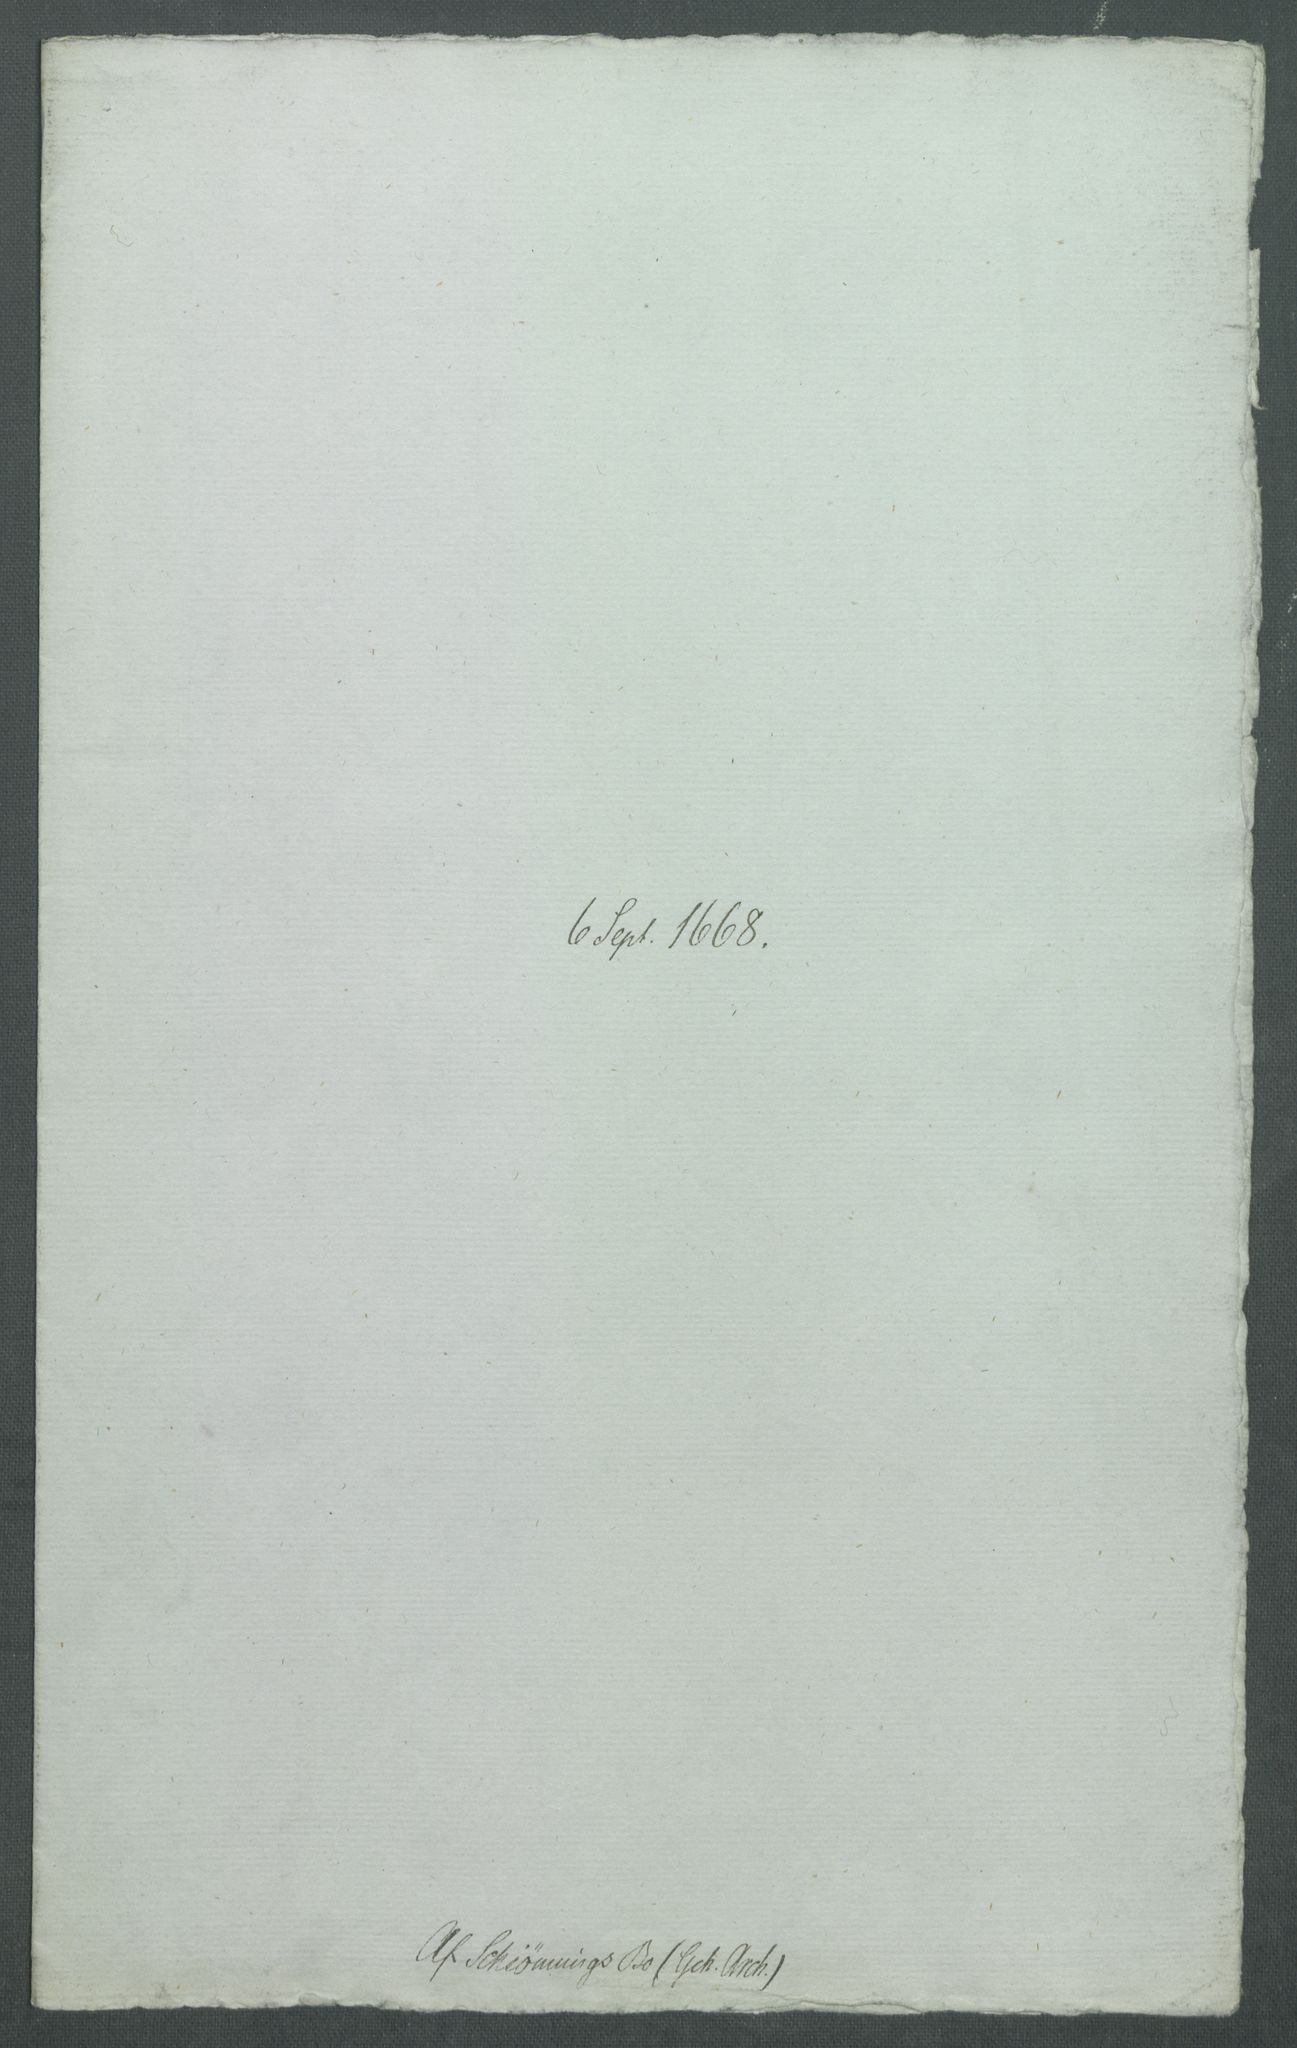 6 Sept. 1668.
Af Schiönnings Bo (Geh. Arch.)